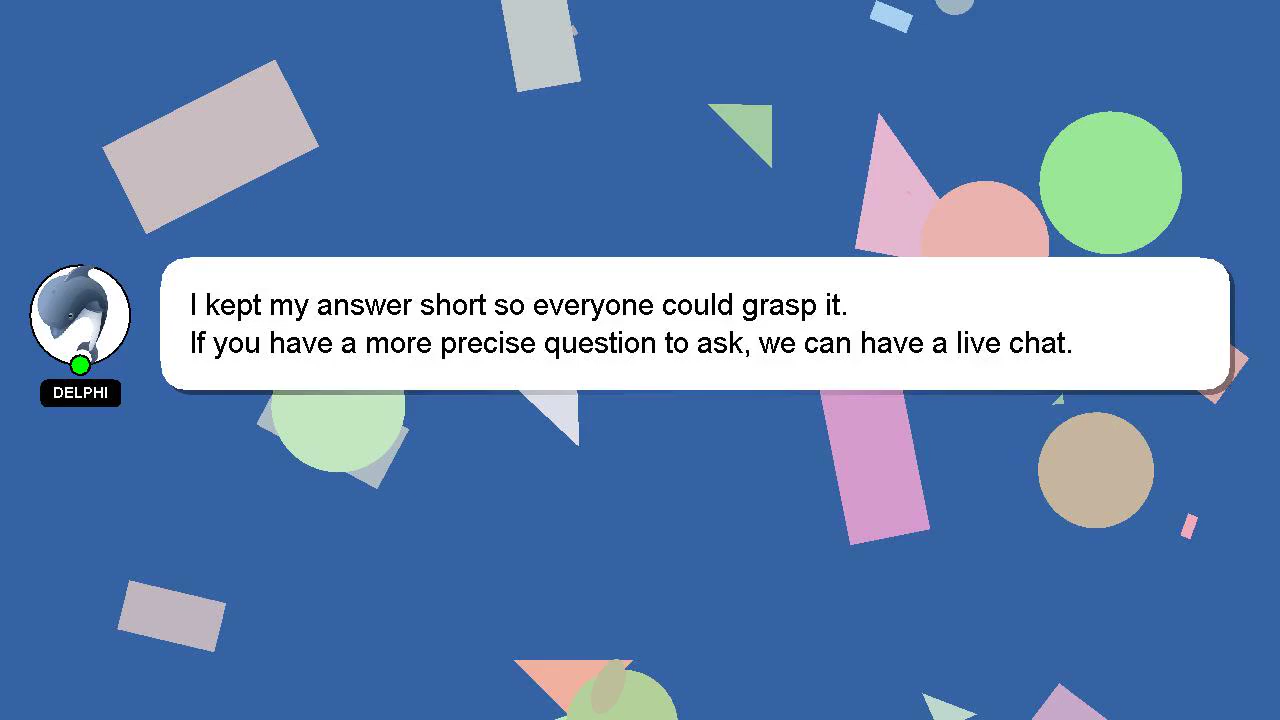 I kept my answer short so everyone could grasp it.
If you have a more precise question to ask, we can have a live chat.
DELPHI